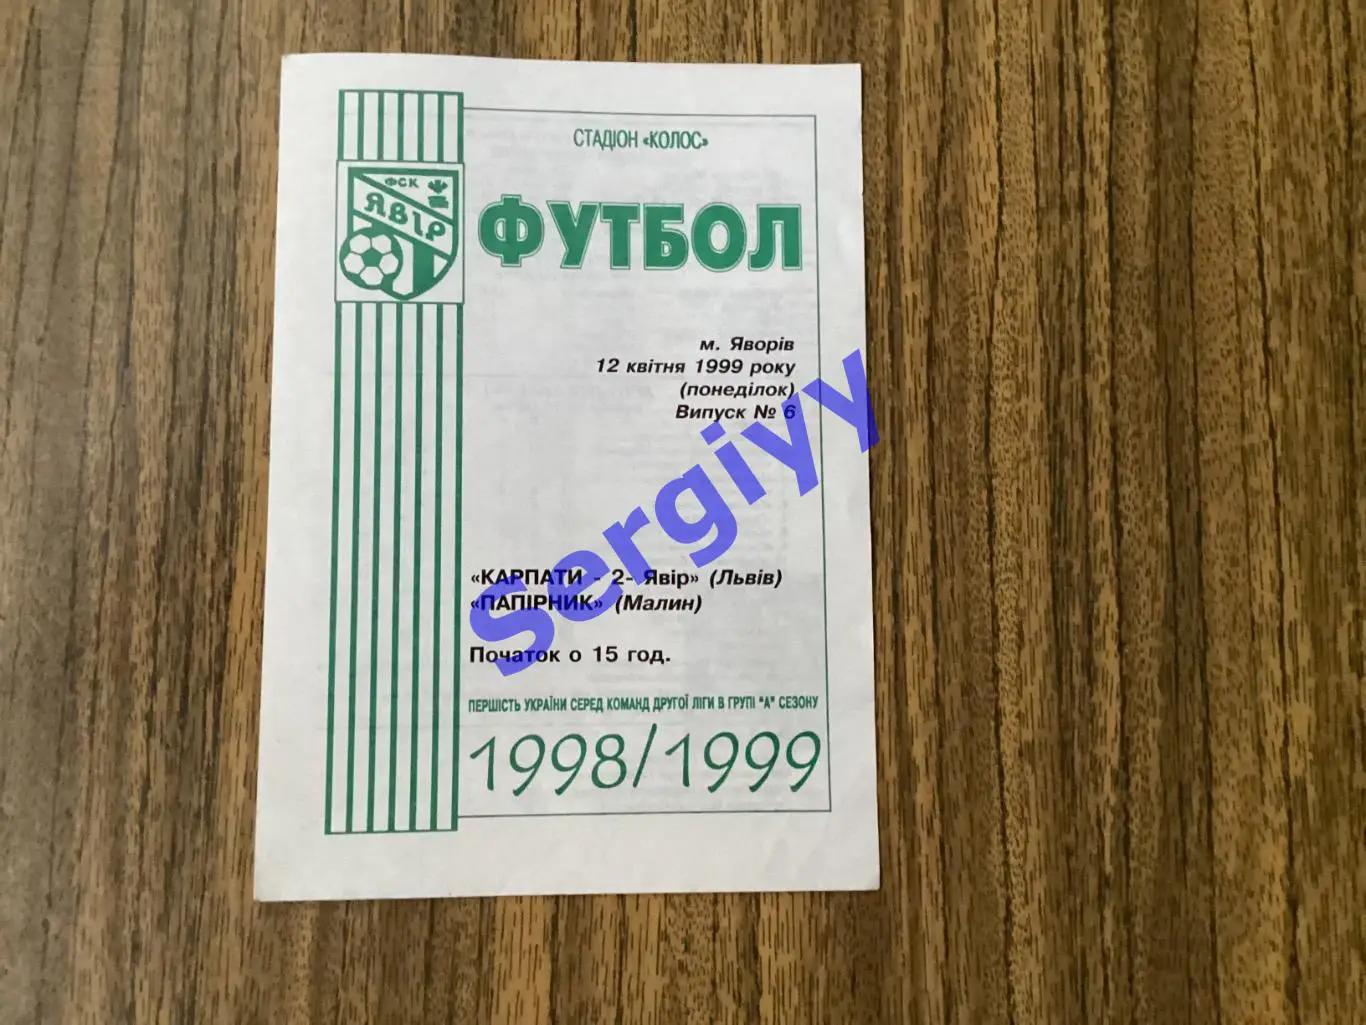 СТАДІОН «КОЛОС»
ФСК
ЯВІР
ФУТБОЛ
м. Яворів
12 квітня 1999 року
(понеділок)
Випуск № 6
«КАРПАТИ - 2- Явір» (Львів)
«ПАПІРНИК» (Малин)
Початок о 15 год.
ПЕРШІСТЬ УКРАЇНИ СЕРЕД КОМАНД ДРУГОЇ ЛІГИ В ГРУПІ "А" СЕЗОНУ
1998/1999
Sergiyy